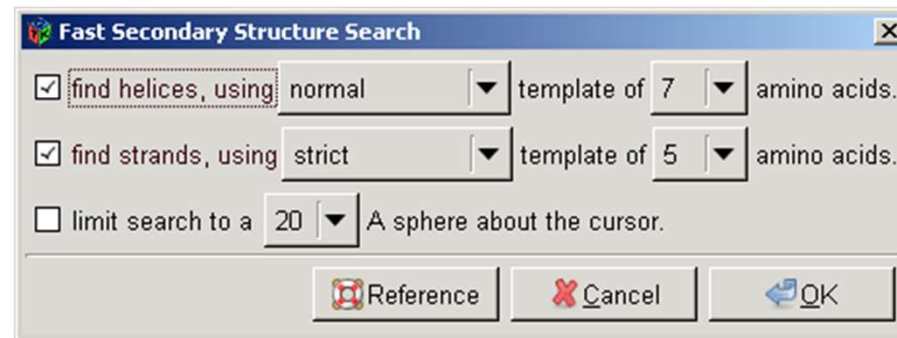 Fast Secondary Structure Search
find helices, using normal template of 7 amino acids.
find strands, using strict template of 5 amino acids.
limit search to a 20 A sphere about the cursor.
Reference Cancel OK